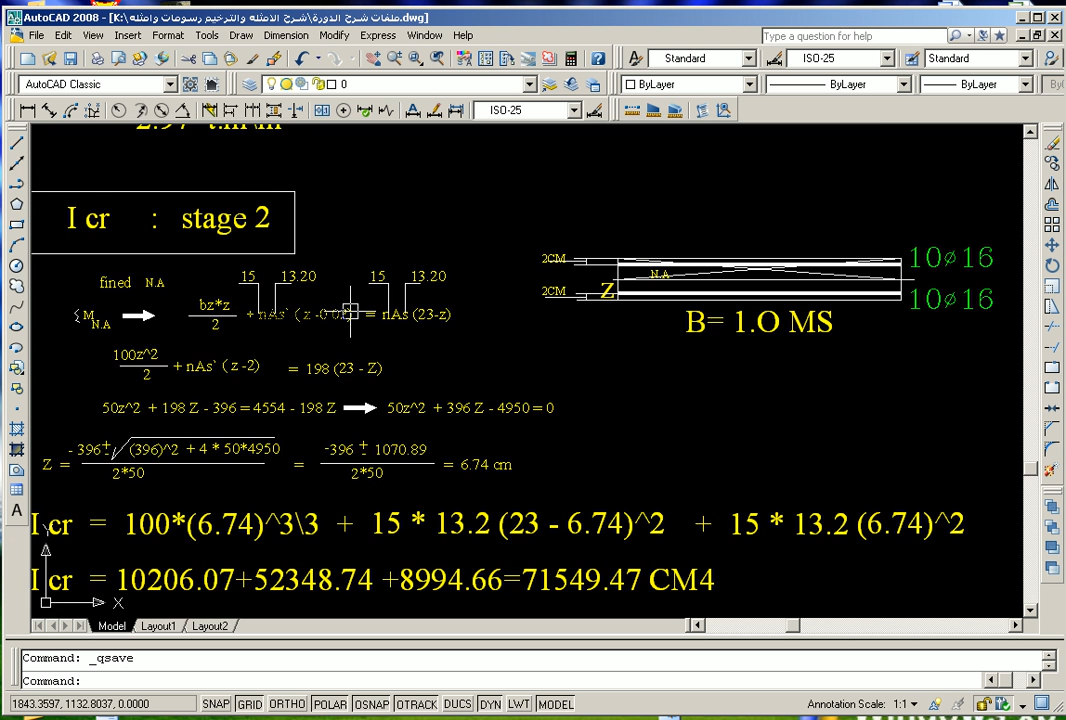 AutoCAD 2008 - [K:\ملفات شرح الدورة\شرح الامثله والترخيم رسومات وامثله.dwg]
File Edit View Insert Format Tools Draw Dimension Modify Express Window Help
Type a question for help
Standard ISO-25 Standard
AutoCAD Classic 0 ByLayer ByLayer ByLayer
ISO-25
I cr : stage 2
fined N.A
15 13.20 15 13.20
M N.A bz*z/2 + nAs` ( z - = nAs (23-z)
100z^2/2 + nAs` ( z -2) = 198 (23 - Z)
50z^2 + 198 Z - 396 = 4554 - 198 Z 50z^2 + 396 Z - 4950 = 0
Z = - 396 +- √ (396)^2 + 4 * 50*4950 / 2*50 = -396 +- 1070.89 / 2*50 = 6.74 cm
I cr = 100*(6.74)^3\3 + 15 * 13.2 (23 - 6.74)^2 + 15 * 13.2 (6.74)^2
I cr = 10206.07+52348.74 +8994.66=71549.47 CM4
2CM
10ø16
N.A
2CM
Z
10ø16
B= 1.O MS
Y
X
Model Layout1 Layout2
Command: _qsave
Command:
1843.3597, 1132.8037, 0.0000 SNAP GRID ORTHO POLAR OSNAP OTRACK DUCS DYN LWT MODEL Annotation Scale: 1:1